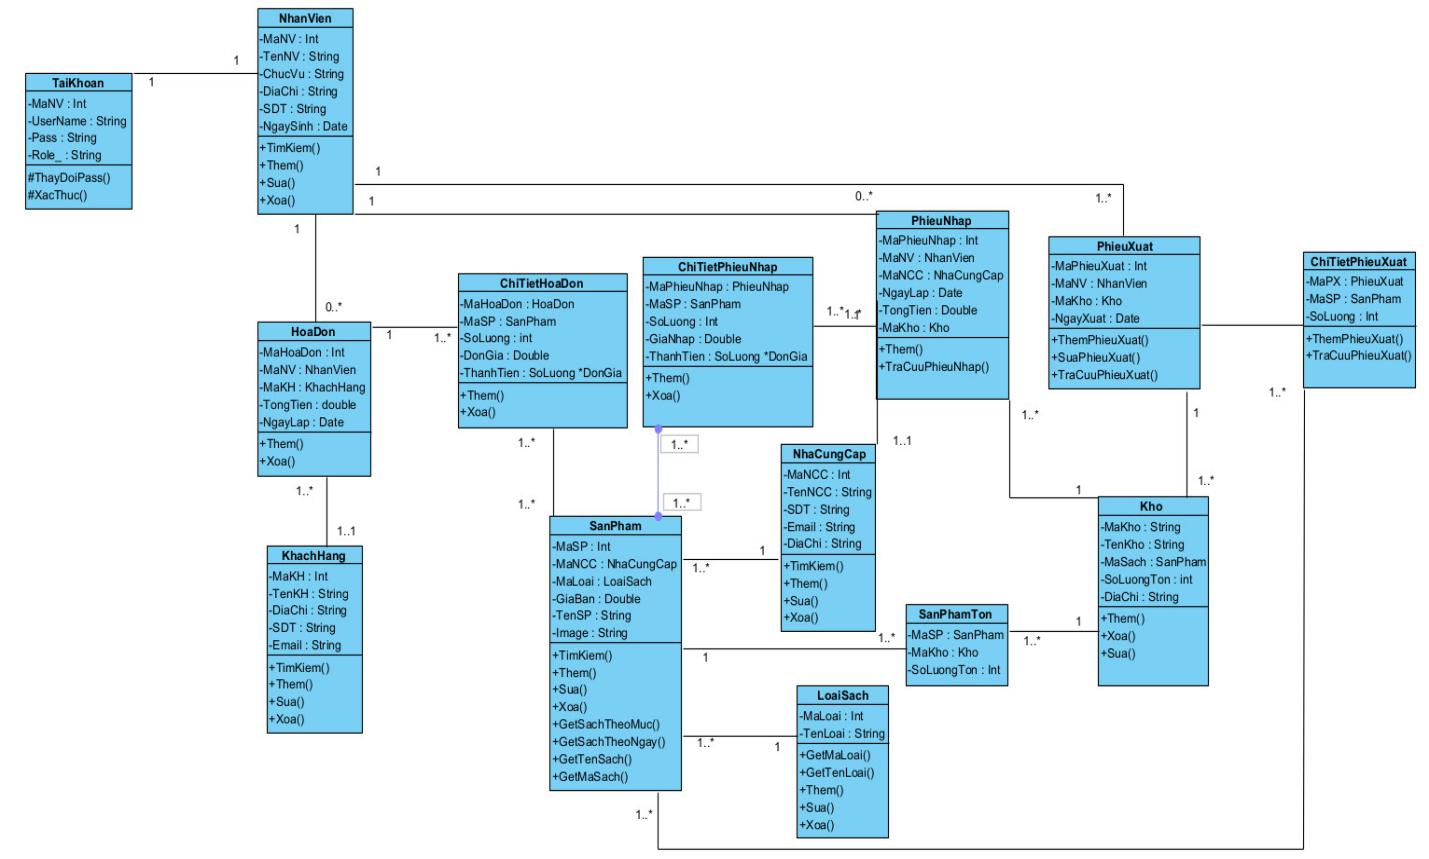 NhanVien
-MaNV : Int
-TenNV : String
-ChucVu : String
-DiaChi : String
-SDT : String
-NgaySinh : Date
+TimKiem()
+Them()
+Sua()
+Xoa()
1
1
TaiKhoan
-MaNV : Int
-UserName : String
-Pass : String
-Role_ : String
#ThayDoiPass()
#XacThuc()
1
1
1
0..*
1..*
0..*
PhieuNhap
-MaPhieuNhap : Int
-MaNV : NhanVien
-MaNCC : NhaCungCap
-NgayLap : Date
-TongTien : Double
-MaKho : Kho
+Them()
+TraCuuPhieuNhap()
PhieuXuat
-MaPhieuXuat : Int
-MaNV : NhanVien
-MaKho : Kho
-NgayXuat : Date
+ThemPhieuXuat()
+SuaPhieuXuat()
+TraCuuPhieuXuat()
ChiTietPhieuXuat
-MaPX : PhieuXuat
-MaSP : SanPham
-SoLuong : Int
+ThemPhieuXuat()
+TraCuuPhieuXuat()
ChiTietPhieuNhap
-MaPhieuNhap : PhieuNhap
-MaSP : SanPham
-SoLuong : Int
-GiaNhap : Double
-ThanhTien : SoLuong *DonGia
+Them()
+Xoa()
1..*
ChiTietHoaDon
-MaHoaDon : HoaDon
-MaSP : SanPham
-SoLuong : int
-DonGia : Double
-ThanhTien : SoLuong *DonGia
+Them()
+Xoa()
HoaDon
-MaHoaDon : Int
-MaNV : NhanVien
-MaKH : KhachHang
-TongTien : double
-NgayLap : Date
+Them()
+Xoa()
1
1..*
1..*
1..*
1..*
1..*
1..*
1..1
KhachHang
-MaKH : Int
-TenKH : String
-DiaChi : String
-SDT : String
-Email : String
+TimKiem()
+Them()
+Sua()
+Xoa()
1..1
NhaCungCap
-MaNCC : Int
-TenNCC : String
-SDT : String
-Email : String
-DiaChi : String
+TimKiem()
+Them()
+Sua()
+Xoa()
1..*
1
1
1..*
1..*
Kho
-MaKho : String
-TenKho : String
-MaSach : SanPham
-SoLuongTon : int
-DiaChi : String
+Them()
+Xoa()
+Sua()
SanPham
-MaSP : Int
-MaNCC : NhaCungCap
-MaLoai : LoaiSach
-GiaBan : Double
-TenSP : String
-Image : String
+TimKiem()
+Them()
+Sua()
+Xoa()
+GetSachTheoMuc()
+GetSachTheoNgay()
+GetTenSach()
+GetMaSach()
1..*
1
1
1..*
SanPhamTon
-MaSP : SanPham
-MaKho : Kho
-SoLuongTon : Int
1..*
1
1..*
1
LoaiSach
-MaLoai : Int
-TenLoai : String
+GetMaLoai()
+GetTenLoai()
+Them()
+Sua()
+Xoa()
1..*